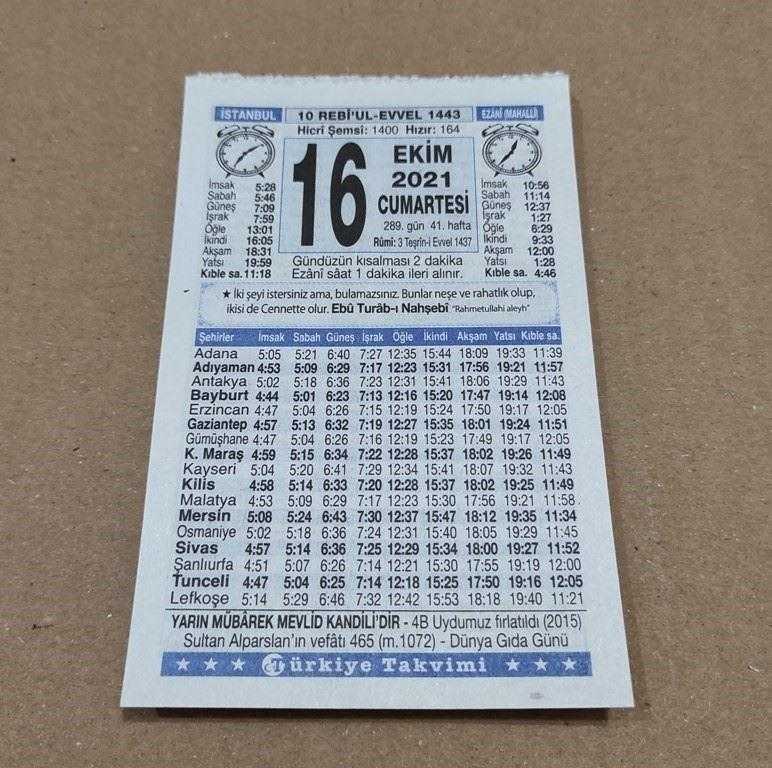 İSTANBUL
10 REBÎ'UL-EVVEL 1443
EZÂNÎ (MAHALLÎ)
Hicrî Şemsî: 1400 Hızır: 164
16
EKİM
2021
CUMARTESİ
289. gün 41. hafta
Rûmî: 3 Teşrîn-i Evvel 1437
İmsak 5:28
Sabah 5:46
Güneş 7:09
İşrak 7:59
Öğle 13:01
İkindi 16:05
Akşam 18:31
Yatsı 19:59
Kıble sa. 11:18
İmsak 10:56
Sabah 11:14
Güneş 12:37
İşrak 1:27
Öğle 6:29
İkindi 9:33
Akşam 12:00
Yatsı 1:28
Kıble sa. 4:46
Gündüzün kısalması 2 dakika
Ezânî sâat 1 dakika ileri alınır.
★ İki şeyi istersiniz ama, bulamazsınız. Bunlar neşe ve rahatlık olup,
ikisi de Cennette olur. Ebû Turâb-ı Nahşebî "Rahmetullahi aleyh"
Şehirler İmsak Sabah Güneş İşrak Öğle İkindi Akşam Yatsı Kıble sa.
Adana 5:05 5:21 6:40 7:27 12:35 15:44 18:09 19:33 11:39
Adıyaman 4:53 5:09 6:29 7:17 12:23 15:31 17:56 19:21 11:57
Antakya 5:02 5:18 6:36 7:23 12:31 15:41 18:06 19:29 11:43
Bayburt 4:44 5:01 6:23 7:13 12:16 15:20 17:47 19:14 12:08
Erzincan 4:47 5:04 6:26 7:15 12:19 15:24 17:50 19:17 12:05
Gaziantep 4:57 5:13 6:32 7:19 12:27 15:35 18:01 19:24 11:51
Gümüşhane 4:47 5:04 6:26 7:16 12:19 15:23 17:49 19:17 12:05
K. Maraş 4:59 5:15 6:34 7:22 12:28 15:37 18:02 19:26 11:49
Kayseri 5:04 5:20 6:41 7:29 12:34 15:41 18:07 19:32 11:43
Kilis 4:58 5:14 6:33 7:20 12:28 15:37 18:02 19:25 11:49
Malatya 4:53 5:09 6:29 7:17 12:23 15:30 17:56 19:21 11:58
Mersin 5:08 5:24 6:43 7:30 12:37 15:47 18:12 19:35 11:34
Osmaniye 5:02 5:18 6:36 7:24 12:31 15:40 18:05 19:29 11:45
Sivas 4:57 5:14 6:36 7:25 12:29 15:34 18:00 19:27 11:52
Şanlıurfa 4:51 5:07 6:26 7:14 12:21 15:30 17:55 19:19 12:00
Tunceli 4:47 5:04 6:25 7:14 12:18 15:25 17:50 19:16 12:05
Lefkoşe 5:14 5:29 6:46 7:32 12:42 15:53 18:18 19:40 11:21
YARIN MÜBÂREK MEVLİD KANDİLİ'DİR - 4B Uydumuz fırlatıldı (2015)
Sultan Alparslan'ın vefâtı 465 (m.1072) - Dünya Gıda Günü
★ ★ ★ Türkiye Takvimi ★ ★ ★